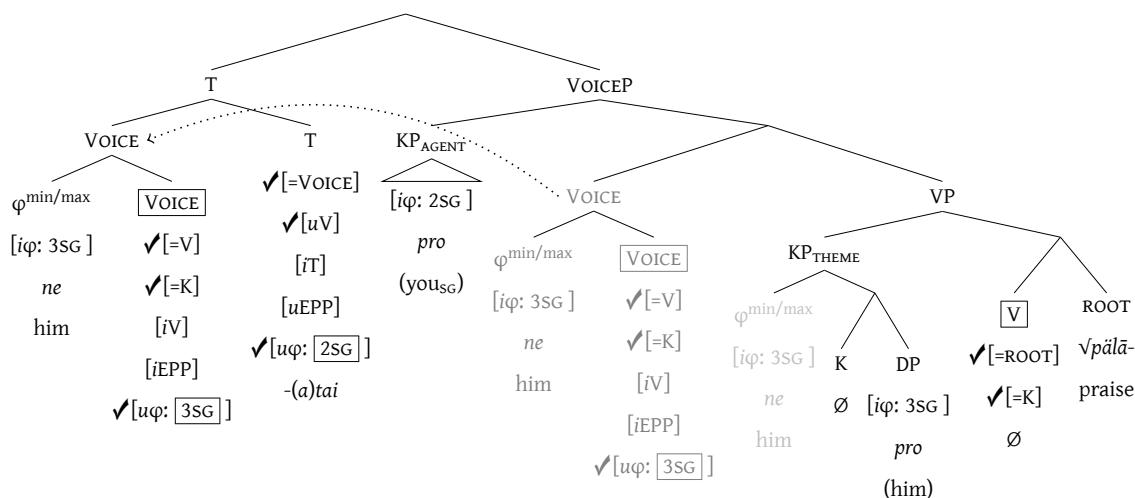 T VOICEP
VOICE T KP_AGENT
φ^min/max VOICE ✓[=VOICE] [iφ: 2SG ] VOICE VP
[iφ: 3SG ] ✓[=V] ✓[uV] pro φ^min/max VOICE KP_THEME
ne ✓[=K] [iT] (you_SG) [iφ: 3SG ] ✓[=V] φ^min/max V ROOT
him [iV] [uEPP] ne ✓[=K] [iφ: 3SG ] K DP ✓[=ROOT] √pälā-
[iEPP] ✓[uφ: 2SG ] him [iV] ne Ø [iφ: 3SG ] ✓[=K] praise
✓[uφ: 3SG ] -(a)tai [iEPP] him pro Ø
✓[uφ: 3SG ] (him)